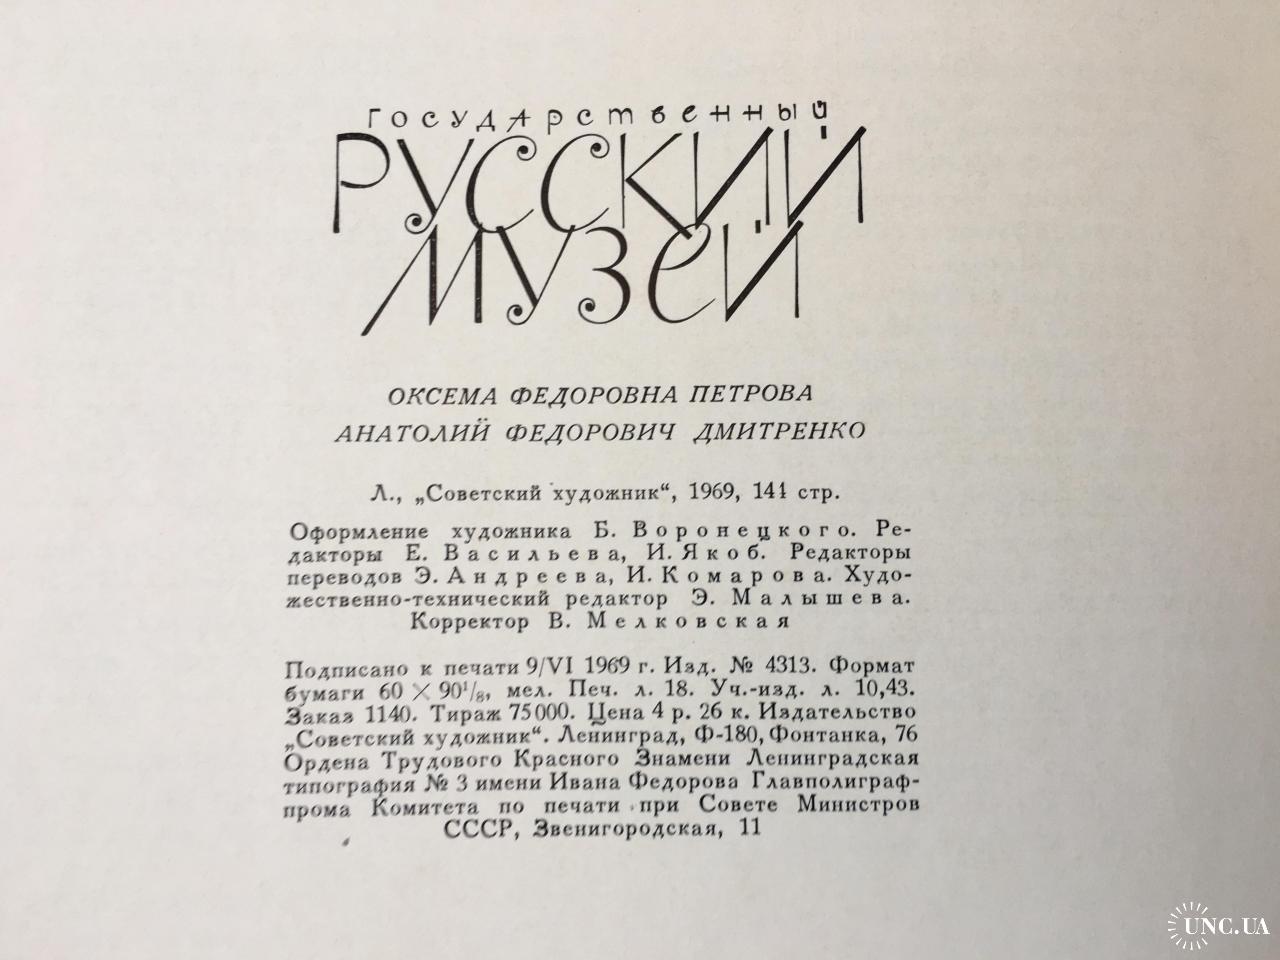 ГОСУДАРСТВЕННЫЙ
РУССКИЙ
МУЗЕЙ
ОКСЕМА ФЕДОРОВНА ПЕТРОВА
АНАТОЛИЙ ФЕДОРОВИЧ ДМИТРЕНКО
Л., „Советский художник“, 1969, 141 стр.
Оформление художника Б. Воронецкого. Ре-
дакторы Е. Васильева, И. Якоб. Редакторы
переводов Э. Андреева, И. Комарова. Худо-
жественно-технический редактор Э. Малышева.
Корректор В. Мелковская
Подписано к печати 9/VI 1969 г. Изд. № 4313. Формат
бумаги 60 × 90¹/₈, мел. Печ. л. 18. Уч.-изд. л. 10,43.
Заказ 1140. Тираж 75000. Цена 4 р. 26 к. Издательство
„Советский художник“. Ленинград, Ф-180, Фонтанка, 76
Ордена Трудового Красного Знамени Ленинградская
типография № 3 имени Ивана Федорова Главполиграф-
прома Комитета по печати при Совете Министров
СССР, Звенигородская, 11
UNC.UA